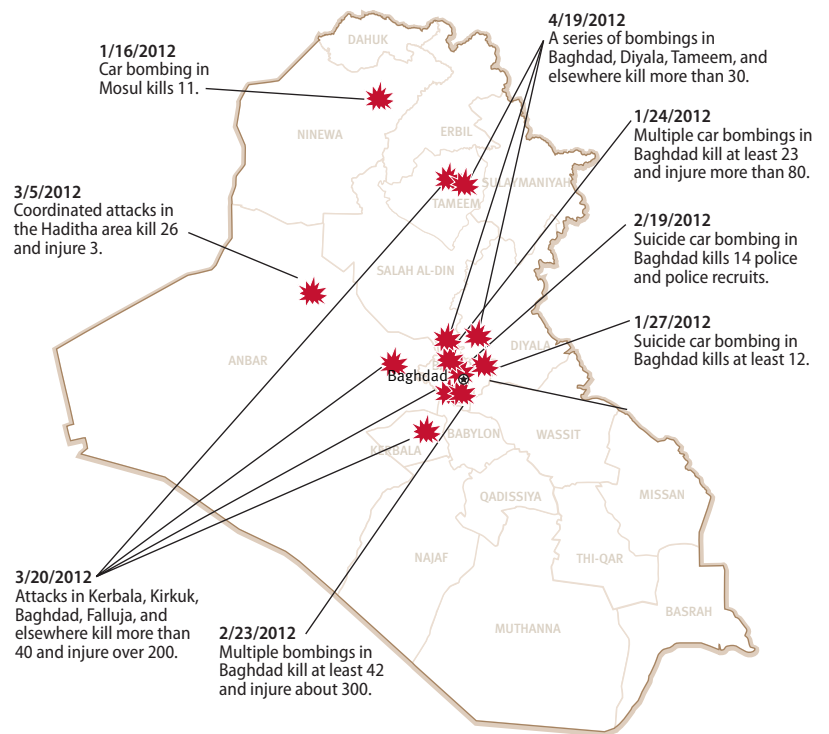 1/16/2012
Car bombing in
Mosul kills 11.
4/19/2012
A series of bombings in
Baghdad, Diyala, Tameem, and
elsewhere kill more than 30.
1/24/2012
Multiple car bombings in
Baghdad kill at least 23
and injure more than 80.
3/5/2012
Coordinated attacks in
the Haditha area kill 26
and injure 3.
2/19/2012
Suicide car bombing in
Baghdad kills 14 police
and police recruits.
1/27/2012
Suicide car bombing in
Baghdad kills at least 12.
3/20/2012
Attacks in Kerbala, Kirkuk,
Baghdad, Falluja, and
elsewhere kill more than
40 and injure over 200.
2/23/2012
Multiple bombings in
Baghdad kill at least 42
and injure about 300.
DAHUK
NINEWA
ERBIL
SULAYMANIYAH
TAMEEM
SALAH AL-DIN
ANBAR
DIYALA
Baghdad
KERBALA
BABYLON
WASSIT
QADISSIYA
MISSAN
NAJAF
THI-QAR
MUTHANNA
BASRAH